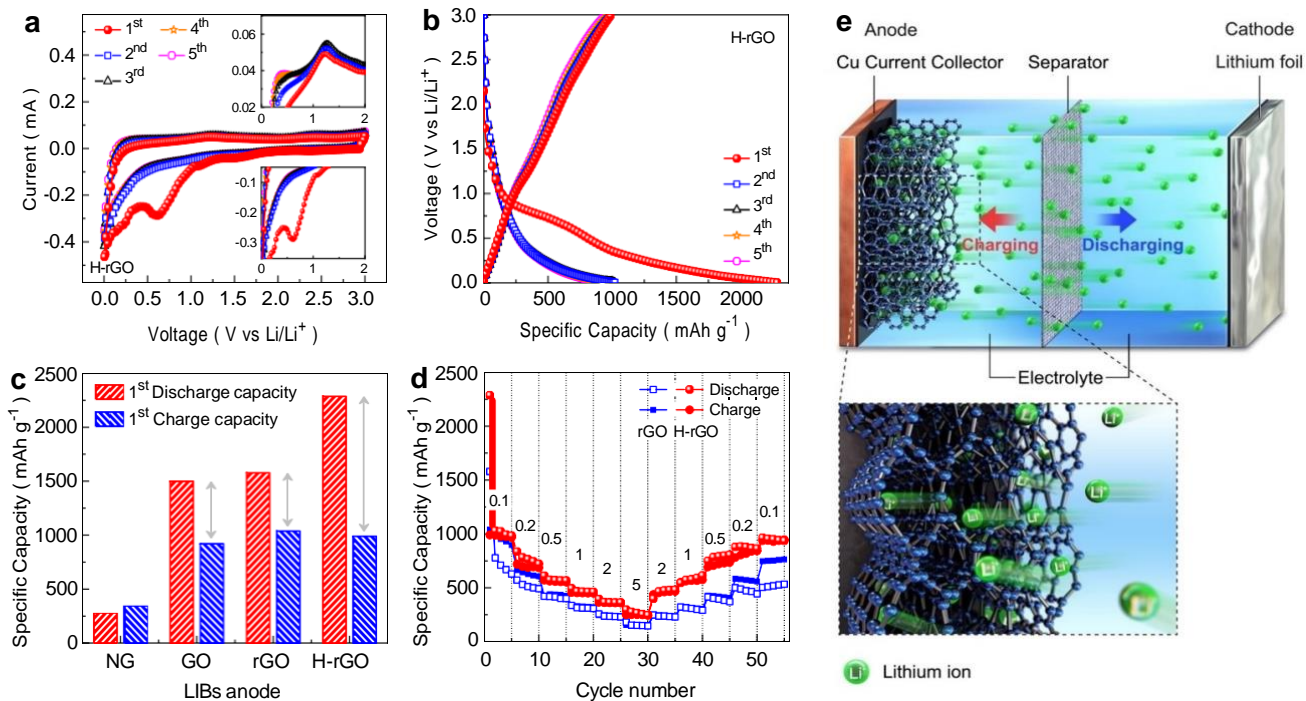 a
1st
2nd
3rd
4th
5th
0.4
0.2
0.0
-0.2
-0.4
Current ( mA )
0.06
0.04
0.02
0
1
2
-0.1
-0.2
-0.3
0
1
2
H-rGO
0.0
0.5
1.0
1.5
2.0
2.5
3.0
Voltage ( V vs Li/Li+ )
b
H-rGO
3.0
2.5
2.0
1.5
1.0
0.5
0.0
Voltage ( V vs Li/Li+ )
1st
2nd
3rd
4th
5th
0
500
1000
1500
2000
Specific Capacity ( mAh g-1 )
c
1st Discharge capacity
1st Charge capacity
2500
2000
1500
1000
500
0
Specific Capacity ( mAh g-1 )
NG
GO
rGO
H-rGO
LIBs anode
d
Discharge
Charge
rGO H-rGO
2500
2000
1500
1000
500
0
Specific Capacity ( mAh g-1 )
0.1
0.2
0.5
1
2
5
2
1
0.5
0.2
0.1
0
10
20
30
40
50
Cycle number
e
Anode
Cu Current Collector
Separator
Cathode
Lithium foil
Charging
Discharging
Electrolyte
Li+
Li+
Li+
Li+
Li+
Li+
Lithium ion